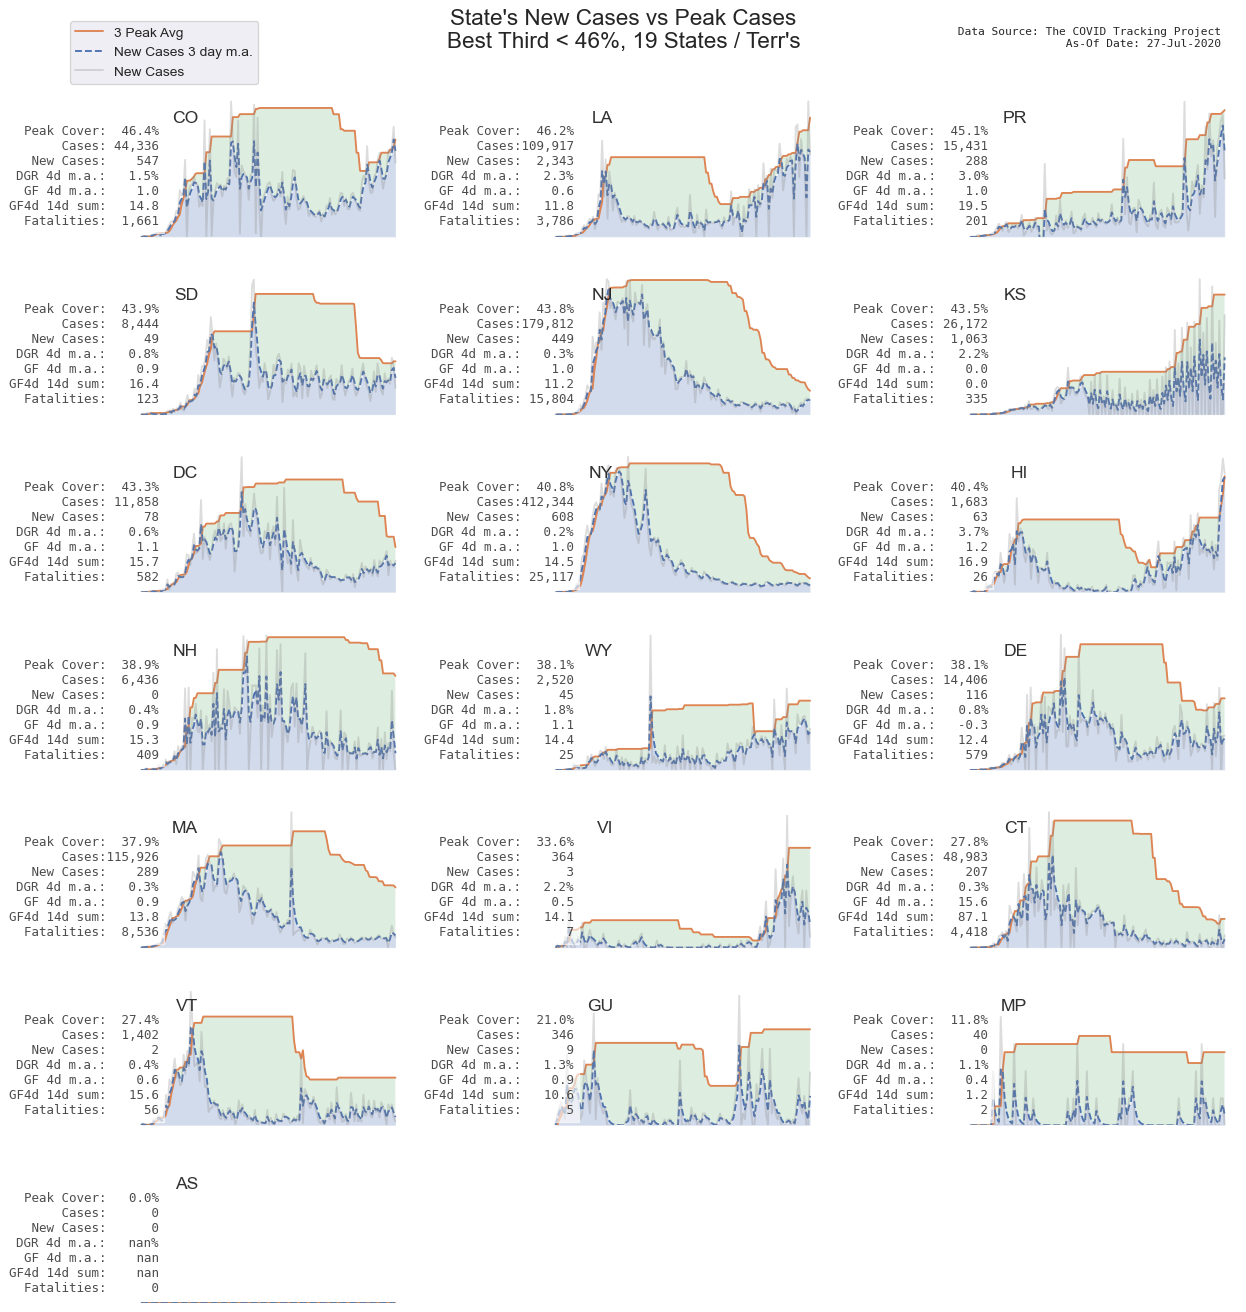 State's New Cases vs Peak Cases
Best Third < 46%, 19 States / Terr's
3 Peak Avg
New Cases 3 day m.a.
New Cases
Data Source: The COVID Tracking Project
As-Of Date: 27-Jul-2020
CO
Peak Cover: 46.4%
Cases: 44,336
New Cases: 547
DGR 4d m.a.: 1.5%
GF 4d m.a.: 1.0
GF4d 14d sum: 14.8
Fatalities: 1,661
LA
Peak Cover: 46.2%
Cases:109,917
New Cases: 2,343
DGR 4d m.a.: 2.3%
GF 4d m.a.: 0.6
GF4d 14d sum: 11.8
Fatalities: 3,786
PR
Peak Cover: 45.1%
Cases: 15,431
New Cases: 288
DGR 4d m.a.: 3.0%
GF 4d m.a.: 1.0
GF4d 14d sum: 19.5
Fatalities: 201
SD
Peak Cover: 43.9%
Cases: 8,444
New Cases: 49
DGR 4d m.a.: 0.8%
GF 4d m.a.: 0.9
GF4d 14d sum: 16.4
Fatalities: 123
NJ
Peak Cover: 43.8%
Cases:179,812
New Cases: 449
DGR 4d m.a.: 0.3%
GF 4d m.a.: 1.0
GF4d 14d sum: 11.2
Fatalities: 15,804
KS
Peak Cover: 43.5%
Cases: 26,172
New Cases: 1,063
DGR 4d m.a.: 2.2%
GF 4d m.a.: 0.0
GF4d 14d sum: 0.0
Fatalities: 335
DC
Peak Cover: 43.3%
Cases: 11,858
New Cases: 78
DGR 4d m.a.: 0.6%
GF 4d m.a.: 1.1
GF4d 14d sum: 15.7
Fatalities: 582
NY
Peak Cover: 40.8%
Cases:412,344
New Cases: 608
DGR 4d m.a.: 0.2%
GF 4d m.a.: 1.0
GF4d 14d sum: 14.5
Fatalities: 25,117
HI
Peak Cover: 40.4%
Cases: 1,683
New Cases: 63
DGR 4d m.a.: 3.7%
GF 4d m.a.: 1.2
GF4d 14d sum: 16.9
Fatalities: 26
NH
Peak Cover: 38.9%
Cases: 6,436
New Cases: 0
DGR 4d m.a.: 0.4%
GF 4d m.a.: 0.9
GF4d 14d sum: 15.3
Fatalities: 409
WY
Peak Cover: 38.1%
Cases: 2,520
New Cases: 45
DGR 4d m.a.: 1.8%
GF 4d m.a.: 1.1
GF4d 14d sum: 14.4
Fatalities: 25
DE
Peak Cover: 38.1%
Cases: 14,406
New Cases: 116
DGR 4d m.a.: 0.8%
GF 4d m.a.: -0.3
GF4d 14d sum: 12.4
Fatalities: 579
MA
Peak Cover: 37.9%
Cases:115,926
New Cases: 289
DGR 4d m.a.: 0.3%
GF 4d m.a.: 0.9
GF4d 14d sum: 13.8
Fatalities: 8,536
VI
Peak Cover: 33.6%
Cases: 364
New Cases: 3
DGR 4d m.a.: 2.2%
GF 4d m.a.: 0.5
GF4d 14d sum: 14.1
Fatalities: 7
CT
Peak Cover: 27.8%
Cases: 48,983
New Cases: 207
DGR 4d m.a.: 0.3%
GF 4d m.a.: 15.6
GF4d 14d sum: 87.1
Fatalities: 4,418
VT
Peak Cover: 27.4%
Cases: 1,402
New Cases: 2
DGR 4d m.a.: 0.4%
GF 4d m.a.: 0.6
GF4d 14d sum: 15.6
Fatalities: 56
GU
Peak Cover: 21.0%
Cases: 346
New Cases: 9
DGR 4d m.a.: 1.3%
GF 4d m.a.: 0.9
GF4d 14d sum: 10.6
Fatalities: 5
MP
Peak Cover: 11.8%
Cases: 40
New Cases: 0
DGR 4d m.a.: 1.1%
GF 4d m.a.: 0.4
GF4d 14d sum: 1.2
Fatalities: 2
AS
Peak Cover: 0.0%
Cases: 0
New Cases: 0
DGR 4d m.a.: nan%
GF 4d m.a.: nan
GF4d 14d sum: nan
Fatalities: 0